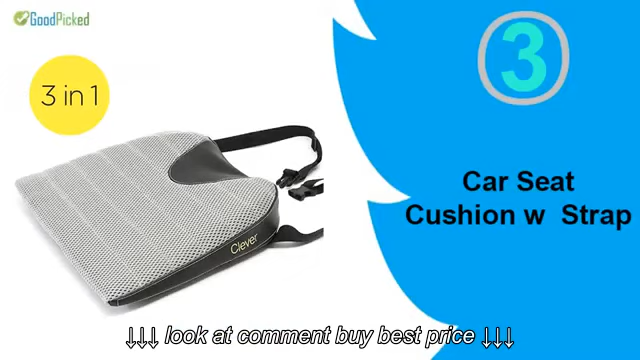 GoodPicked
3 in 1
3
Car Seat
Cushion w Strap
Clever
↓↓↓ look at comment buy best price ↓↓↓